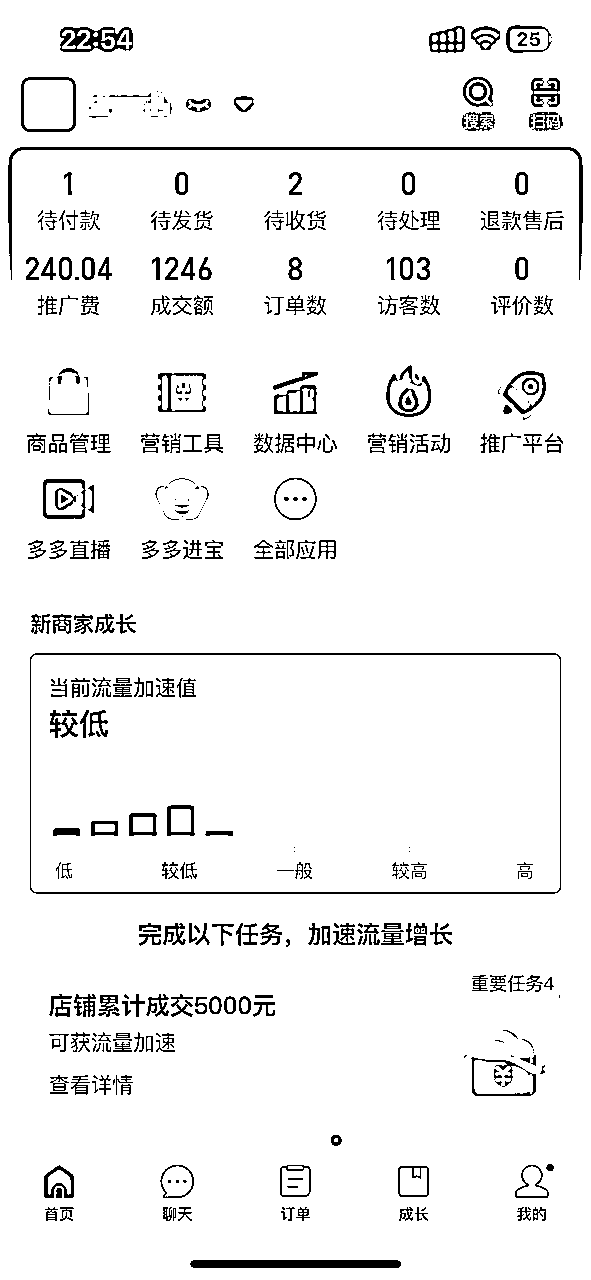 22:54
25
搜索 扫码
1 0 2 0 0
待付款 待发货 待收货 待处理 退款售后
240.04 1246 8 103 0
推广费 成交额 订单数 访客数 评价数
商品管理 营销工具 数据中心 营销活动 推广平台
多多直播 多多进宝 全部应用
新商家成长
当前流量加速值
较低
低 较低 一般 较高 高
完成以下任务，加速流量增长
重要任务4
店铺累计成交5000元
可获流量加速
查看详情
首页 聊天 订单 成长 我的